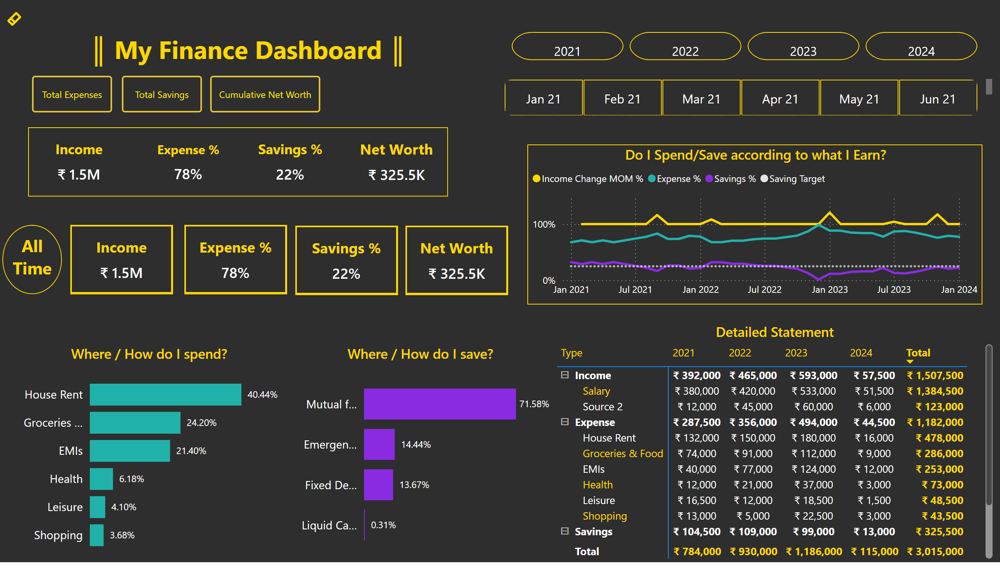 My Finance Dashboard
2021 2022 2023 2024
Total Expenses Total Savings Cumulative Net Worth
Jan 21 Feb 21 Mar 21 Apr 21 May 21 Jun 21
Income Expense % Savings % Net Worth
₹ 1.5M 78% 22% ₹ 325.5K
All
Time
Income Expense % Savings % Net Worth
₹ 1.5M 78% 22% ₹ 325.5K
Do I Spend/Save according to what I Earn?
Income Change MOM % Expense % Savings % Saving Target
100%
0%
Jan 2021 Jul 2021 Jan 2022 Jul 2022 Jan 2023 Jul 2023 Jan 2024
Where / How do I spend?
House Rent 40.44%
Groceries ... 24.20%
EMIs 21.40%
Health 6.18%
Leisure 4.10%
Shopping 3.68%
Where / How do I save?
Mutual f... 71.58%
Emergen... 14.44%
Fixed De... 13.67%
Liquid Ca... 0.31%
Detailed Statement
Type 2021 2022 2023 2024 Total
Income ₹ 392,000 ₹ 465,000 ₹ 593,000 ₹ 57,500 ₹ 1,507,500
Salary ₹ 380,000 ₹ 420,000 ₹ 533,000 ₹ 51,500 ₹ 1,384,500
Source 2 ₹ 12,000 ₹ 45,000 ₹ 60,000 ₹ 6,000 ₹ 123,000
Expense ₹ 287,500 ₹ 356,000 ₹ 494,000 ₹ 44,500 ₹ 1,182,000
House Rent ₹ 132,000 ₹ 150,000 ₹ 180,000 ₹ 16,000 ₹ 478,000
Groceries & Food ₹ 74,000 ₹ 91,000 ₹ 112,000 ₹ 9,000 ₹ 286,000
EMIs ₹ 40,000 ₹ 77,000 ₹ 124,000 ₹ 12,000 ₹ 253,000
Health ₹ 12,000 ₹ 21,000 ₹ 37,000 ₹ 3,000 ₹ 73,000
Leisure ₹ 16,500 ₹ 12,000 ₹ 18,500 ₹ 1,500 ₹ 48,500
Shopping ₹ 13,000 ₹ 5,000 ₹ 22,500 ₹ 3,000 ₹ 43,500
Savings ₹ 104,500 ₹ 109,000 ₹ 99,000 ₹ 13,000 ₹ 325,500
Total ₹ 784,000 ₹ 930,000 ₹ 1,186,000 ₹ 115,000 ₹ 3,015,000